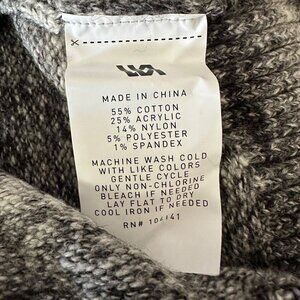 MADE IN CHINA
55% COTTON
25% ACRYLIC
14% NYLON
5% POLYESTER
1% SPANDEX
MACHINE WASH COLD
WITH LIKE COLORS
GENTLE CYCLE
ONLY NON-CHLORINE
BLEACH IF NEEDED
LAY FLAT TO DRY
COOL IRON IF NEEDED
RN#